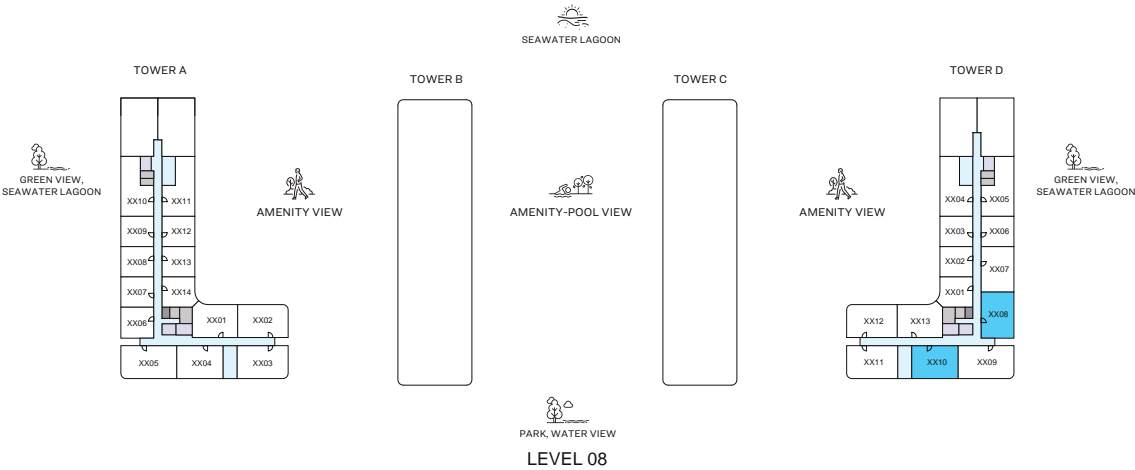 SEAWATER LAGOON
TOWER A
TOWER B
TOWER C
TOWER D
GREEN VIEW,
SEAWATER LAGOON
AMENITY VIEW
AMENITY-POOL VIEW
AMENITY VIEW
GREEN VIEW,
SEAWATER LAGOON
XX10 XX11
XX09 XX12
XX08 XX13
XX07 XX14
XX06 XX01 XX02
XX05 XX04 XX03
XX04 XX05
XX03 XX06
XX02 XX07
XX01
XX08
XX12 XX13
XX11 XX10 XX09
PARK, WATER VIEW
LEVEL 08